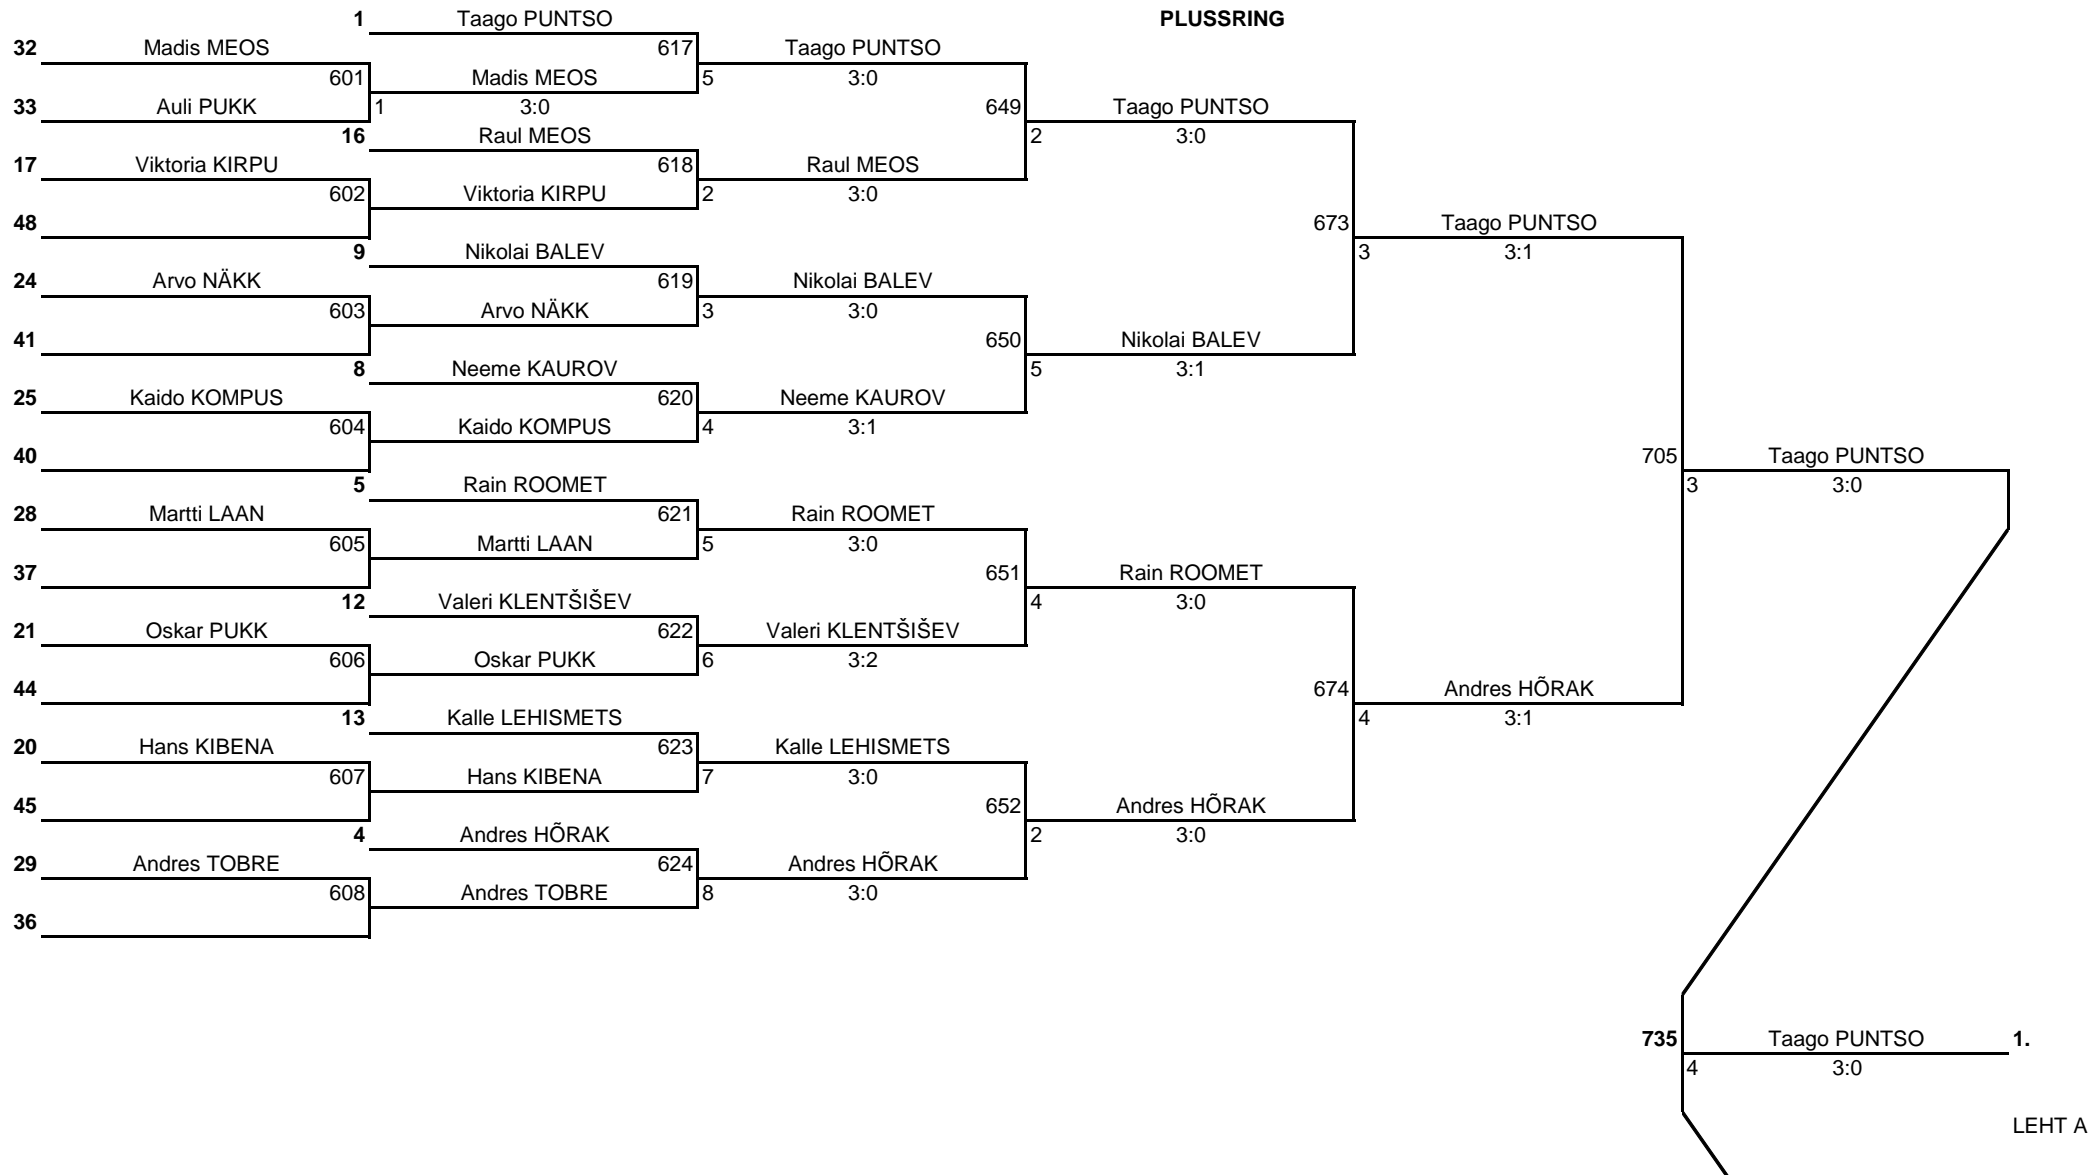 1 Taago PUNTSO PLUSSRING
32 Madis MEOS 617 Taago PUNTSO
601 Madis MEOS 5 3:0
33 Auli PUKK 1 3:0 649 Taago PUNTSO
16 Raul MEOS 2 3:0
17 Viktoria KIRPU 618 Raul MEOS
602 Viktoria KIRPU 2 3:0
48 673 Taago PUNTSO
9 Nikolai BALEV 3 3:1
24 Arvo NÄKK 619 Nikolai BALEV
603 Arvo NÄKK 3 3:0
41 650 Nikolai BALEV
8 Neeme KAUROV 5 3:1
25 Kaido KOMPUS 620 Neeme KAUROV
604 Kaido KOMPUS 4 3:1
40 705 Taago PUNTSO
5 Rain ROOMET 3 3:0
28 Martti LAAN 621 Rain ROOMET
605 Martti LAAN 5 3:0
37 651 Rain ROOMET
12 Valeri KLENTŠIŠEV 4 3:0
21 Oskar PUKK 622 Valeri KLENTŠIŠEV
606 Oskar PUKK 6 3:2
44 674 Andres HÕRAK
13 Kalle LEHISMETS 4 3:1
20 Hans KIBENA 623 Kalle LEHISMETS
607 Hans KIBENA 7 3:0
45 652 Andres HÕRAK
4 Andres HÕRAK 2 3:0
29 Andres TOBRE 624 Andres HÕRAK
608 Andres TOBRE 8 3:0
36
735 Taago PUNTSO 1.
4 3:0
LEHT A